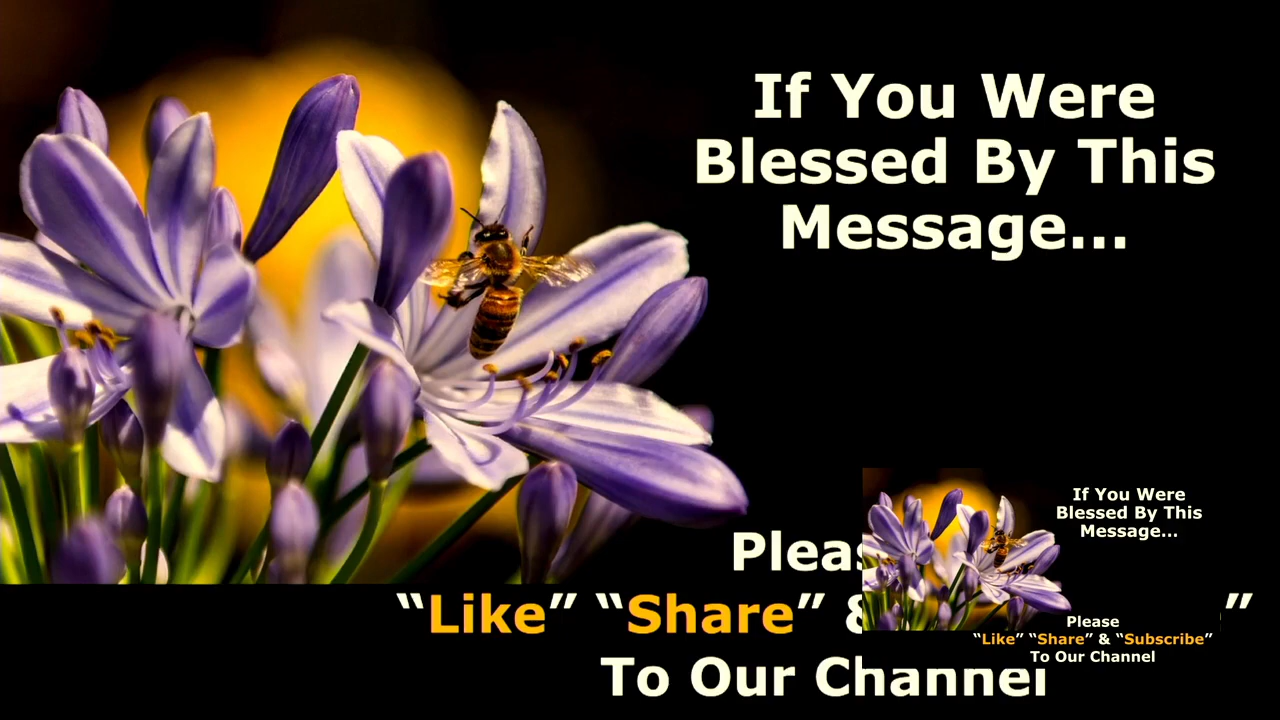 If You Were
Blessed By This
Message...
“Like” “Share”
”
To Our Channel
If You Were
Blessed By This
Message...
Please
“Like” “Share” & “Subscribe”
To Our Channel